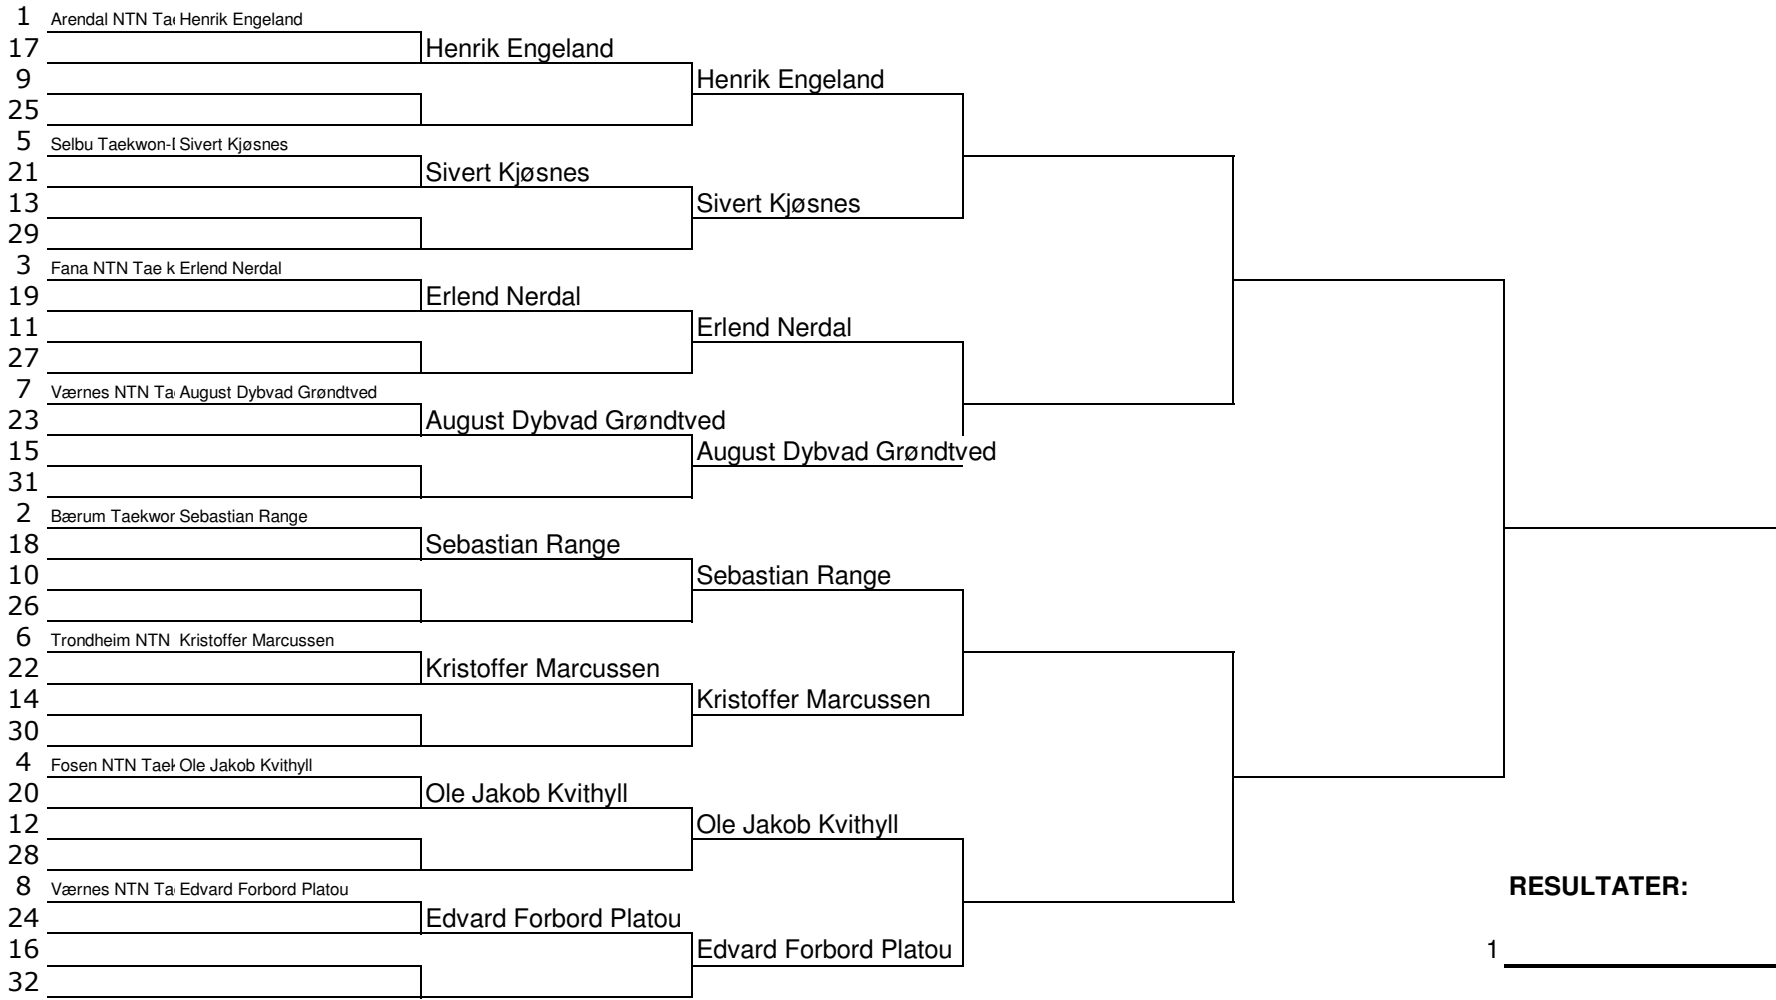 1 Arendal NTN Tae Henrik Engeland
17 Henrik Engeland
9 Henrik Engeland
25
5 Selbu Taekwon-D Sivert Kjøsnes
21 Sivert Kjøsnes
13 Sivert Kjøsnes
29
3 Fana NTN Tae k Erlend Nerdal
19 Erlend Nerdal
11 Erlend Nerdal
27
7 Værnes NTN Ta August Dybvad Grøndtved
23 August Dybvad Grøndtved
15 August Dybvad Grøndtved
31
2 Bærum Taekwon Sebastian Range
18 Sebastian Range
10 Sebastian Range
26
6 Trondheim NTN Kristoffer Marcussen
22 Kristoffer Marcussen
14 Kristoffer Marcussen
30
4 Fosen NTN Taek Ole Jakob Kvithyll
20 Ole Jakob Kvithyll
12 Ole Jakob Kvithyll
28
8 Værnes NTN Ta Edvard Forbord Platou
RESULTATER:
24 Edvard Forbord Platou
16 Edvard Forbord Platou 1
32